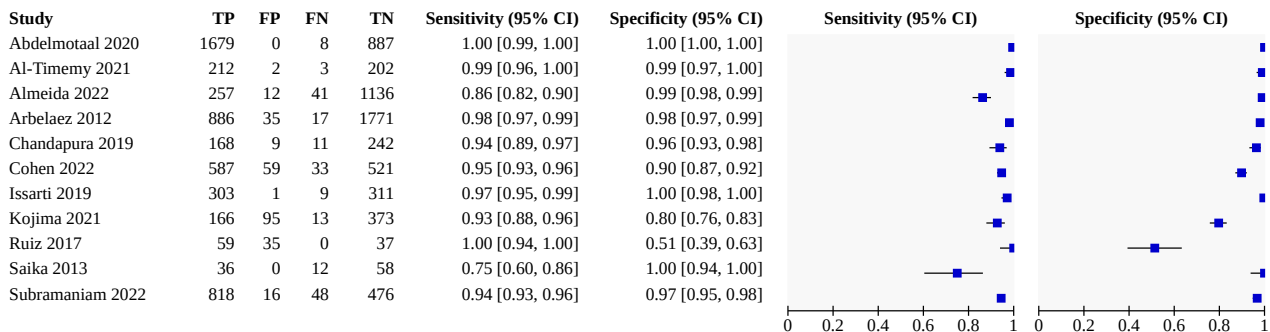 Study TP FP FN TN Sensitivity (95% CI) Specificity (95% CI) Sensitivity (95% CI) Specificity (95% CI)
Abdelmotaal 2020 1679 0 8 887 1.00 [0.99, 1.00] 1.00 [1.00, 1.00]
Al-Timemy 2021 212 2 3 202 0.99 [0.96, 1.00] 0.99 [0.97, 1.00]
Almeida 2022 257 12 41 1136 0.86 [0.82, 0.90] 0.99 [0.98, 0.99]
Arbelaez 2012 886 35 17 1771 0.98 [0.97, 0.99] 0.98 [0.97, 0.99]
Chandapura 2019 168 9 11 242 0.94 [0.89, 0.97] 0.96 [0.93, 0.98]
Cohen 2022 587 59 33 521 0.95 [0.93, 0.96] 0.90 [0.87, 0.92]
Issarti 2019 303 1 9 311 0.97 [0.95, 0.99] 1.00 [0.98, 1.00]
Kojima 2021 166 95 13 373 0.93 [0.88, 0.96] 0.80 [0.76, 0.83]
Ruiz 2017 59 35 0 37 1.00 [0.94, 1.00] 0.51 [0.39, 0.63]
Saika 2013 36 0 12 58 0.75 [0.60, 0.86] 1.00 [0.94, 1.00]
Subramaniam 2022 818 16 48 476 0.94 [0.93, 0.96] 0.97 [0.95, 0.98]
0 0.2 0.4 0.6 0.8 1 0 0.2 0.4 0.6 0.8 1